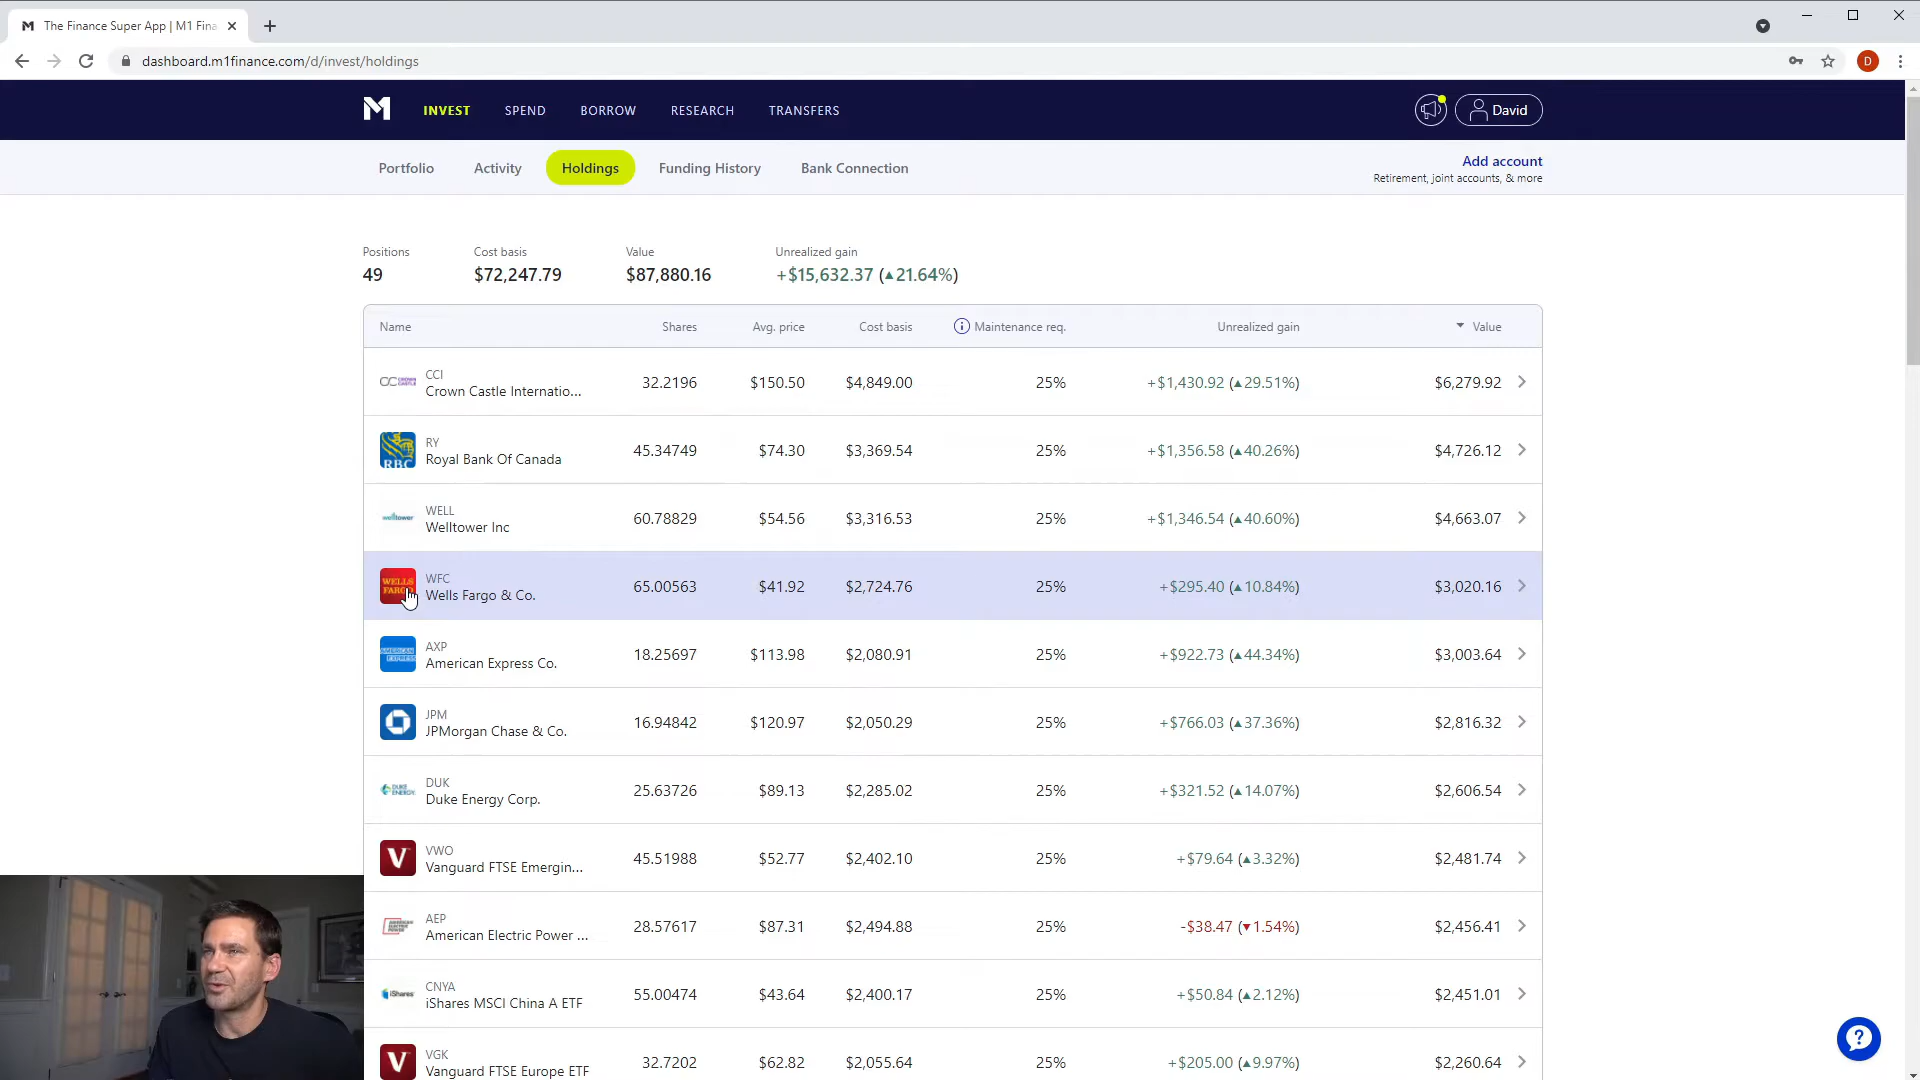 The Finance Super App | M1 Fina
dashboard.m1finance.com/d/invest/holdings
D
INVEST SPEND BORROW RESEARCH TRANSFERS
David
Portfolio Activity Holdings Funding History Bank Connection
Add account
Retirement, joint accounts, & more
Positions Cost basis Value Unrealized gain
49 $72,247.79 $87,880.16 +$15,632.37 (▲21.64%)
Name Shares Avg. price Cost basis Maintenance req. Unrealized gain Value
CCI
Crown Castle Internatio... 32.2196 $150.50 $4,849.00 25% +$1,430.92 (▲29.51%) $6,279.92
RBC
RY
Royal Bank Of Canada 45.34749 $74.30 $3,369.54 25% +$1,356.58 (▲40.26%) $4,726.12
welltower
WELL
Welltower Inc 60.78829 $54.56 $3,316.53 25% +$1,346.54 (▲40.60%) $4,663.07
WELLS
FARGO
WFC
Wells Fargo & Co. 65.00563 $41.92 $2,724.76 25% +$295.40 (▲10.84%) $3,020.16
AMERICAN
EXPRESS
AXP
American Express Co. 18.25697 $113.98 $2,080.91 25% +$922.73 (▲44.34%) $3,003.64
JPM
JPMorgan Chase & Co. 16.94842 $120.97 $2,050.29 25% +$766.03 (▲37.36%) $2,816.32
DUKE
ENERGY
DUK
Duke Energy Corp. 25.63726 $89.13 $2,285.02 25% +$321.52 (▲14.07%) $2,606.54
V
VWO
Vanguard FTSE Emergin... 45.51988 $52.77 $2,402.10 25% +$79.64 (▲3.32%) $2,481.74
AMERICAN
ELECTRIC
POWER
AEP
American Electric Power ... 28.57617 $87.31 $2,494.88 25% -$38.47 (▼1.54%) $2,456.41
iShares
CNYA
iShares MSCI China A ETF 55.00474 $43.64 $2,400.17 25% +$50.84 (▲2.12%) $2,451.01
V
VGK
Vanguard FTSE Europe ETF 32.7202 $62.82 $2,055.64 25% +$205.00 (▲9.97%) $2,260.64